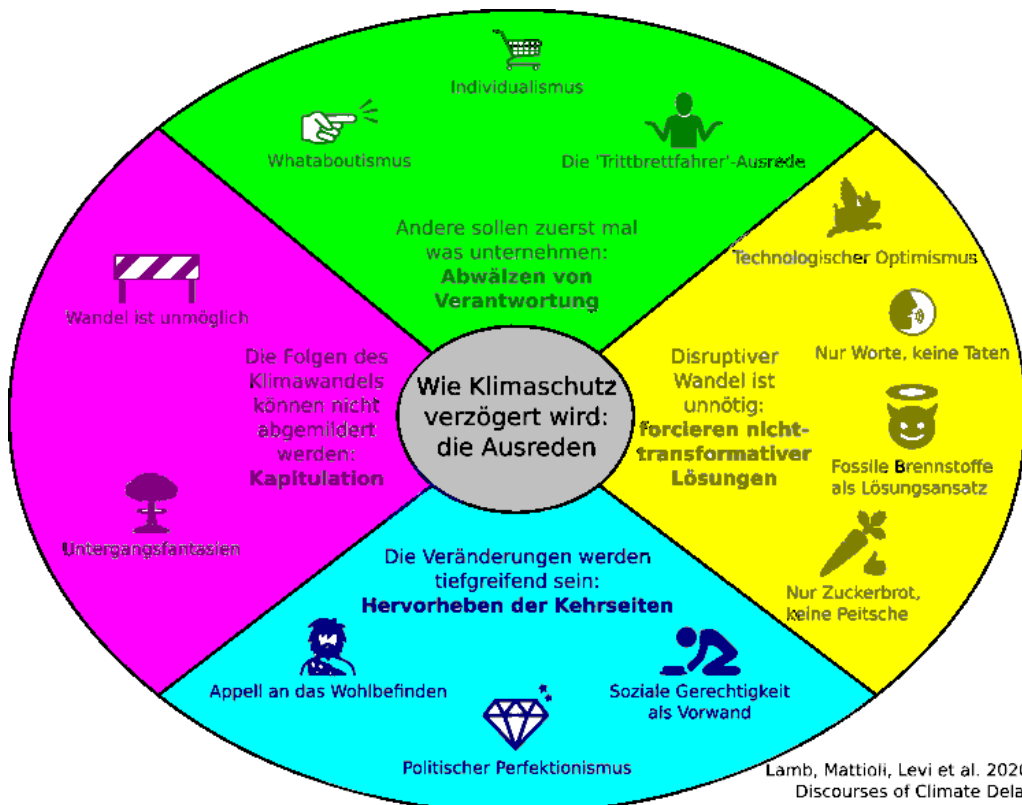 Individualismus
Whataboutismus
Die 'Trittbrettfahrer'-Ausrede
Andere sollen zuerst mal
was unternehmen:
Abwälzen von
Verantwortung
Technologischer Optimismus
Nur Worte, keine Taten
Fossile Brennstoffe
als Lösungsansatz
Nur Zuckerbrot,
keine Peitsche
Disruptiver
Wandel ist
unnötig:
forcieren nicht-
transformativer
Lösungen
Wandel ist unmöglich
Die Folgen des
Klimawandels
können nicht
abgemildert
werden:
Kapitulation
Untergangsfantasien
Wie Klimaschutz
verzögert wird:
die Ausreden
Die Veränderungen werden
tiefgreifend sein:
Hervorheben der Kehrseiten
Appell an das Wohlbefinden
Soziale Gerechtigkeit
als Vorwand
Politischer Perfektionismus
Lamb, Mattioli, Levi et al. 2020
Discourses of Climate Dela